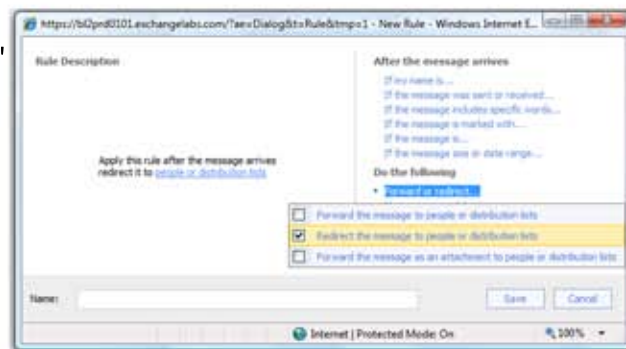 https://bl2prd0101.exchangelabs.com/?ae=Dialog&t=Rule&tmp=1 - New Rule - Windows Internet E...
Rule Description
Apply this rule after the message arrives
redirect it to people or distribution lists
After the message arrives
If my name is...
If the message was sent or received...
If the message includes specific words...
If the message is marked with...
If the message is...
If the message size or date range...
Do the following
Forward or redirect...
Forward the message to people or distribution lists
Redirect the message to people or distribution lists
Forward the message as an attachment to people or distribution lists
Name:
Save
Cancel
Internet | Protected Mode: On
100%